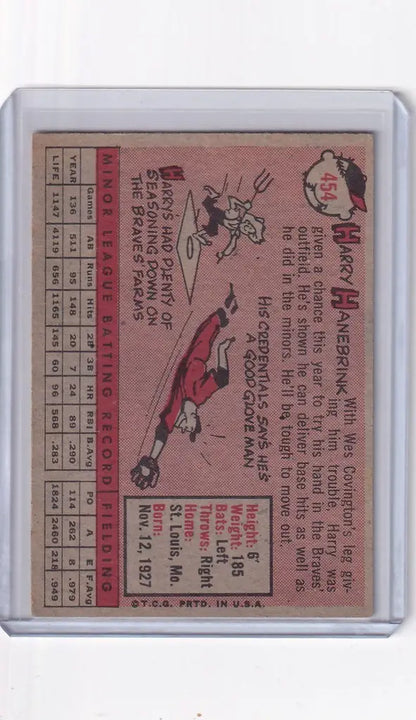 454
HARRY HANEBRINK
With Wes Covington's leg giv-
ing him trouble, Harry was
given a chance this year to try his hand in the Braves'
outfield. He's shown he can deliver base hits as well as
he did in the minors. He'll be tough to move out
HIS CREDENTIALS SAYS HE'S
A GOOD GLOVE MAN
HARRY'S HAD PLENTY OF
SEASONING DOWN ON
THE BRAVES' FARMS
Height: 6'
Weight: 185
Bats: Left
Throws: Right
Home:
St. Louis, Mo.
Born:
Nov. 12, 1927
©T.C.G. PRTD. IN U.S.A.
MINOR LEAGUE BATTING RECORD FIELDING
Games AB Runs Hits 2B 3B HR RBI B.Avg PO A E F.Avg
YEAR 136 511 95 148 20 7 24 89 .290 114 262 8 .979
LIFE 1147 4119 656 1165 145 60 96 568 .283 1824 2460 218 .949